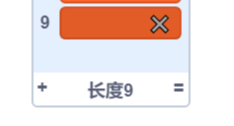 9
+ 长度9 =